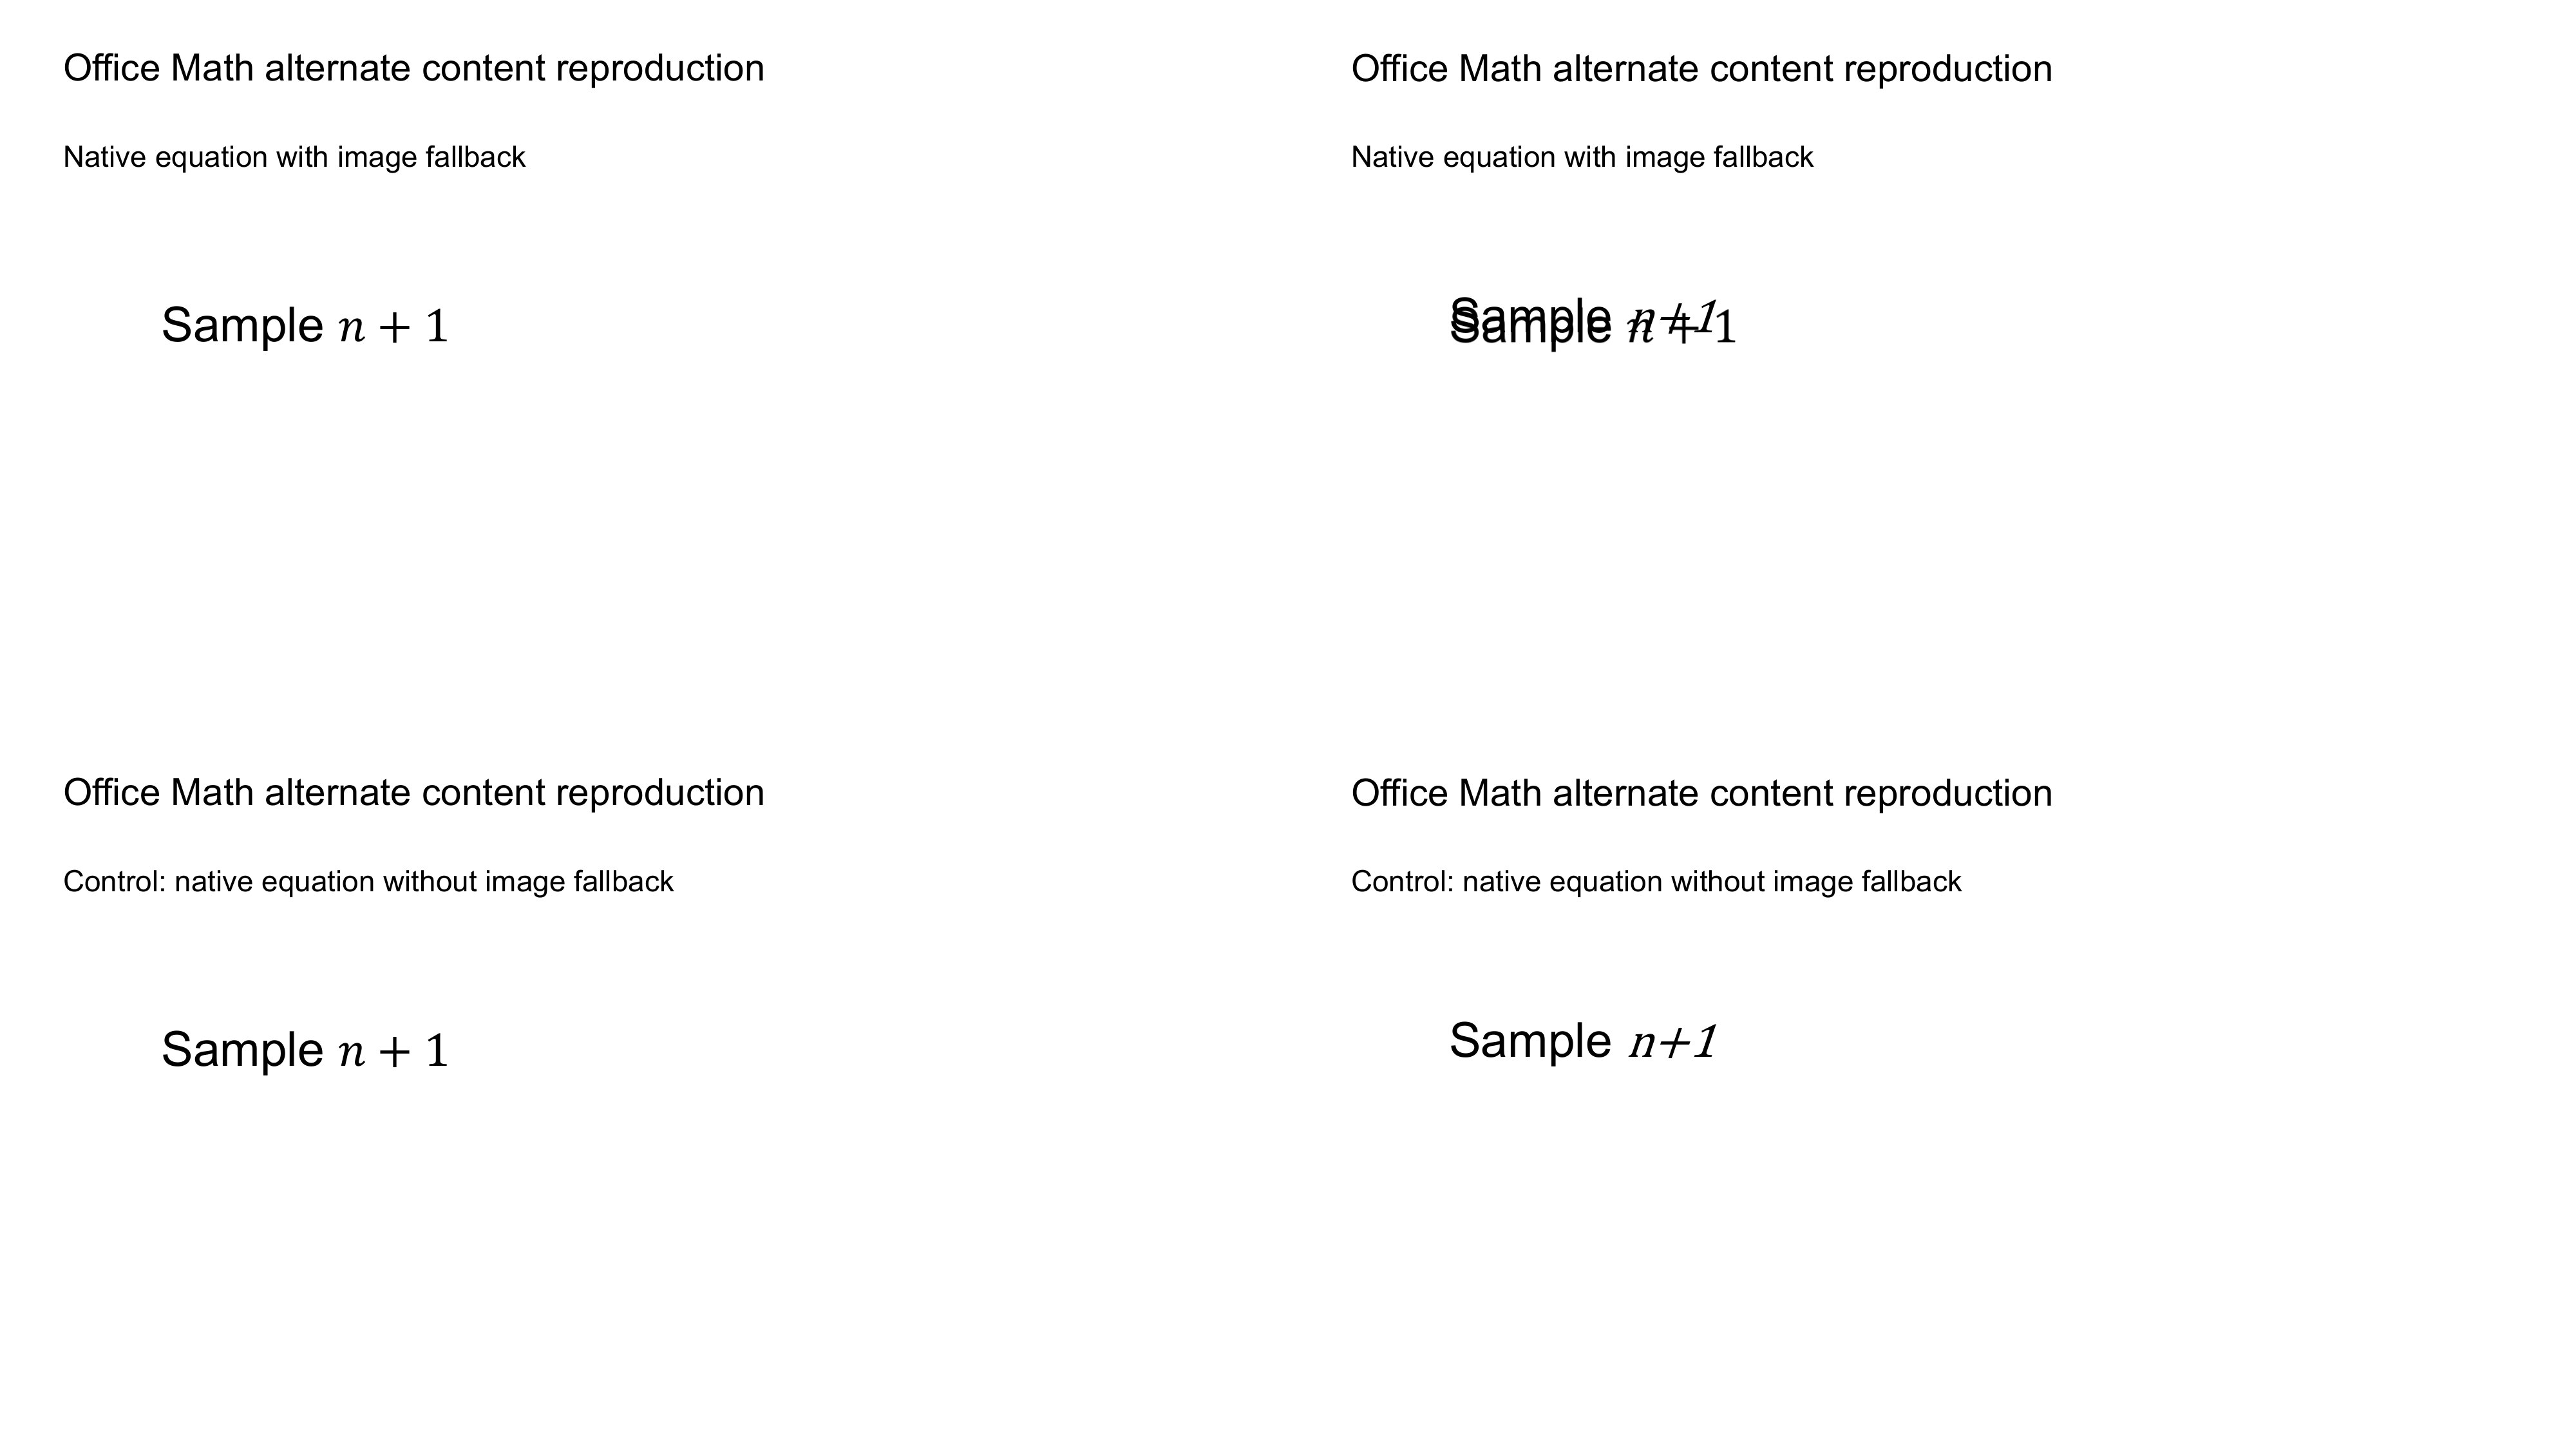 Office Math alternate content reproduction
Native equation with image fallback
Sample n + 1
Office Math alternate content reproduction
Native equation with image fallback
Sample n+1
Sample n + 1
Office Math alternate content reproduction
Control: native equation without image fallback
Sample n + 1
Office Math alternate content reproduction
Control: native equation without image fallback
Sample n+1